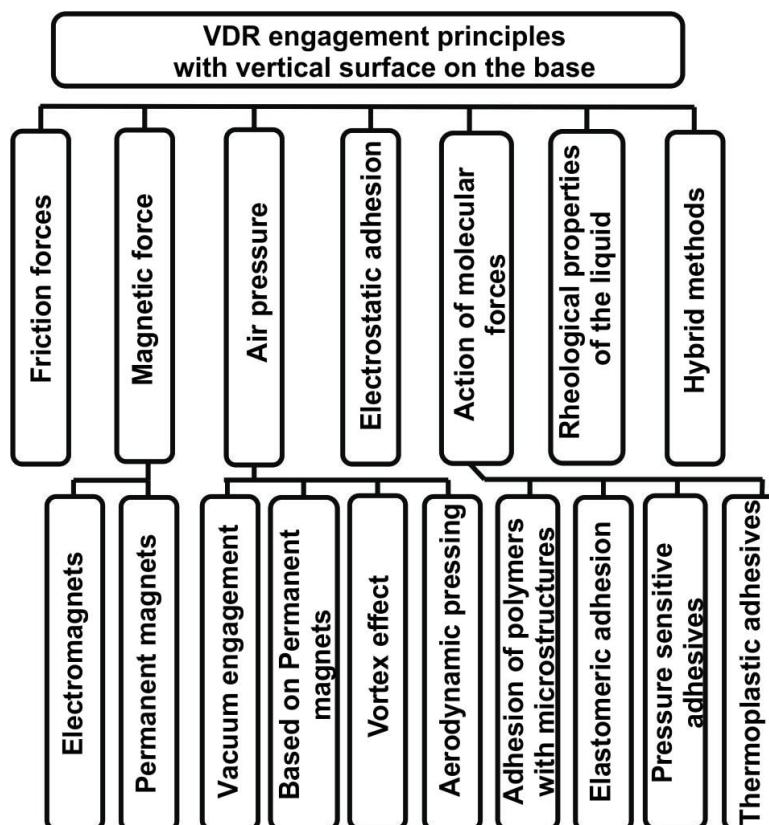 VDR engagement principles
with vertical surface on the base
Friction forces
Magnetic force
Air pressure
Electrostatic adhesion
Action of molecular
forces
Rheological properties
of the liquid
Hybrid methods
Electromagnets
Permanent magnets
Vacuum engagement
Based on Permanent
magnets
Vortex effect
Aerodynamic pressing
Adhesion of polymers
with microstructures
Elastomeric adhesion
Pressure sensitive
adhesives
Thermoplastic adhesives